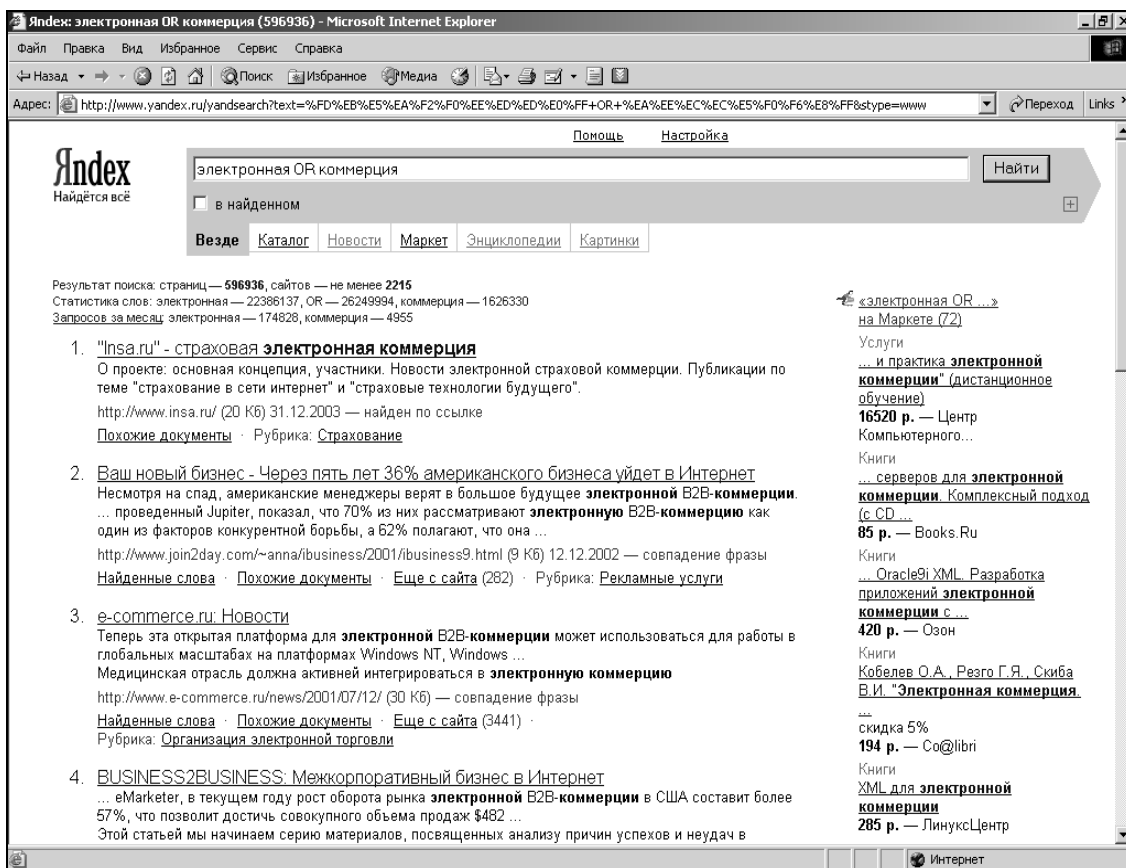 Яndex: электронная OR коммерция (596936) - Microsoft Internet Explorer
Файл Правка Вид Избранное Сервис Справка
Назад Поиск Избранное Медиа
Адрес: http://www.yandex.ru/yandsearch?text=%FD%EB%E5%EA%F2%F0%EE%ED%ED%E0%FF+OR+%EA%EE%EC%EC%E5%F0%F6%E8%FF&stype=www Переход Links
Помощь Настройка
Яndex
Найдётся всё
электронная OR коммерция Найти
в найденном
Везде Каталог Новости Маркет Энциклопедии Картинки
Результат поиска: страниц — 596936, сайтов — не менее 2215
Статистика слов: электронная — 22386137, OR — 26249994, коммерция — 1626330
Запросов за месяц: электронная — 174828, коммерция — 4955
1. "Insa.ru" - страховая электронная коммерция
О проекте: основная концепция, участники. Новости электронной страховой коммерции. Публикации по
теме "страхование в сети интернет" и "страховые технологии будущего".
http://www.insa.ru/ (20 Кб) 31.12.2003 — найден по ссылке
Похожие документы · Рубрика: Страхование
2. Ваш новый бизнес - Через пять лет 36% американского бизнеса уйдет в Интернет
Несмотря на спад, американские менеджеры верят в большое будущее электронной B2B-коммерции.
... проведенный Jupiter, показал, что 70% из них рассматривают электронную B2B-коммерцию как
один из факторов конкурентной борьбы, а 62% полагают, что она ...
http://www.join2day.com/~anna/ibusiness/2001/ibusiness9.html (9 Кб) 12.12.2002 — совпадение фразы
Найденные слова · Похожие документы · Еще с сайта (282) · Рубрика: Рекламные услуги
3. e-commerce.ru: Новости
Теперь эта открытая платформа для электронной B2B-коммерции может использоваться для работы в
глобальных масштабах на платформах Windows NT, Windows ...
Медицинская отрасль должна активней интегрироваться в электронную коммерцию
http://www.e-commerce.ru/news/2001/07/12/ (30 Кб) — совпадение фразы
Найденные слова · Похожие документы · Еще с сайта (3441) ·
Рубрика: Организация электронной торговли
4. BUSINESS2BUSINESS: Межкорпоративный бизнес в Интернет
... eMarketer, в текущем году рост оборота рынка электронной B2B-коммерции в США составит более
57%, что позволит достичь совокупного объема продаж $482 ...
Этой статьей мы начинаем серию материалов, посвященных анализу причин успехов и неудач в
«электронная OR ...»
на Маркете (72)
Услуги
... и практика электронной
коммерции" (дистанционное
обучение)
16520 р. — Центр
Компьютерного...
Книги
... серверов для электронной
коммерции. Комплексный подход
(с CD ...
85 р. — Books.Ru
Книги
... Oracle9i XML. Разработка
приложений электронной
коммерции с ...
420 р. — Озон
Книги
Кобелев О.А., Резго Г.Я., Скиба
В.И. "Электронная коммерция.
...
скидка 5%
194 р. — Co@libri
Книги
XML для электронной
коммерции
285 р. — ЛинуксЦентр
Интернет